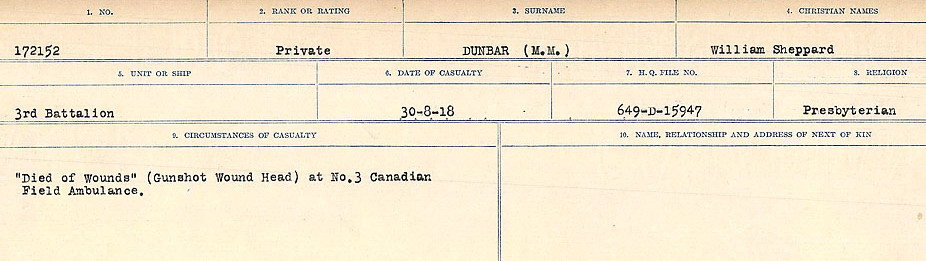 1. NO. 2. RANK OR RATING 3. SURNAME 4. CHRISTIAN NAMES
172152 Private DUNBAR (M.M.) William Sheppard
5. UNIT OR SHIP 6. DATE OF CASUALTY 7. H.Q. FILE NO. 8. RELIGION
3rd Battalion 30-8-18 649-D-15947 Presbyterian
9. CIRCUMSTANCES OF CASUALTY 10. NAME, RELATIONSHIP AND ADDRESS OF NEXT OF KIN
"Died of Wounds" (Gunshot Wound Head) at No.3 Canadian
Field Ambulance.